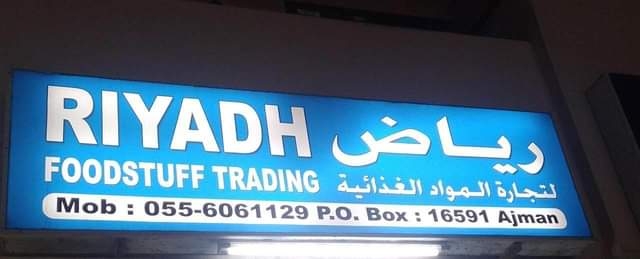 RIYADH رياض
FOODSTUFF TRADING لتجارة المواد الغذائية
Mob : 055-6061129 P.O. Box : 16591 Ajman